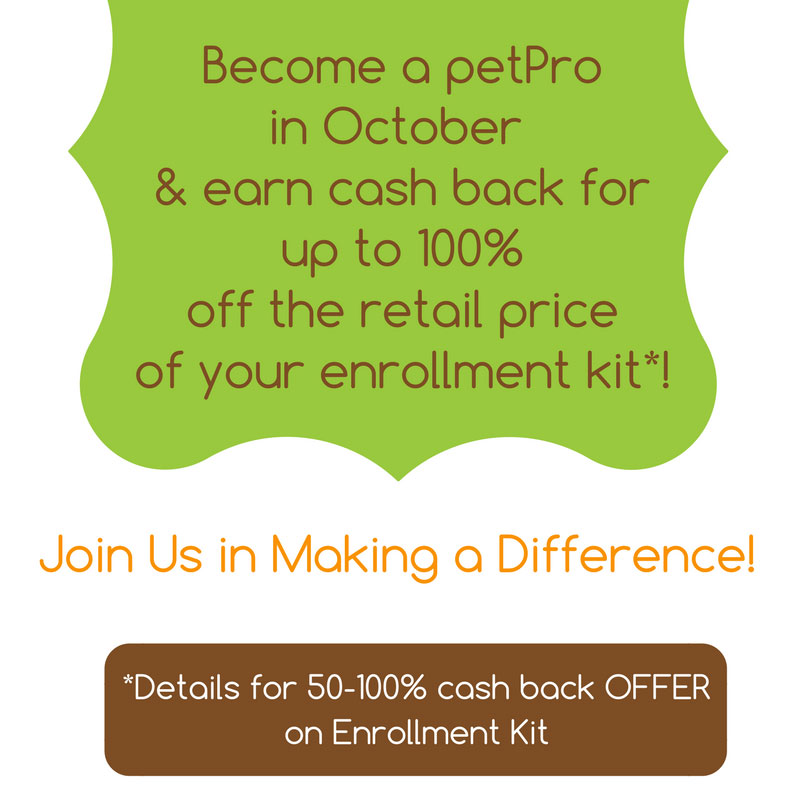 Become a petPro
in October
& earn cash back for
up to 100%
off the retail price
of your enrollment kit*!
Join Us in Making a Difference!
*Details for 50-100% cash back OFFER
on Enrollment Kit